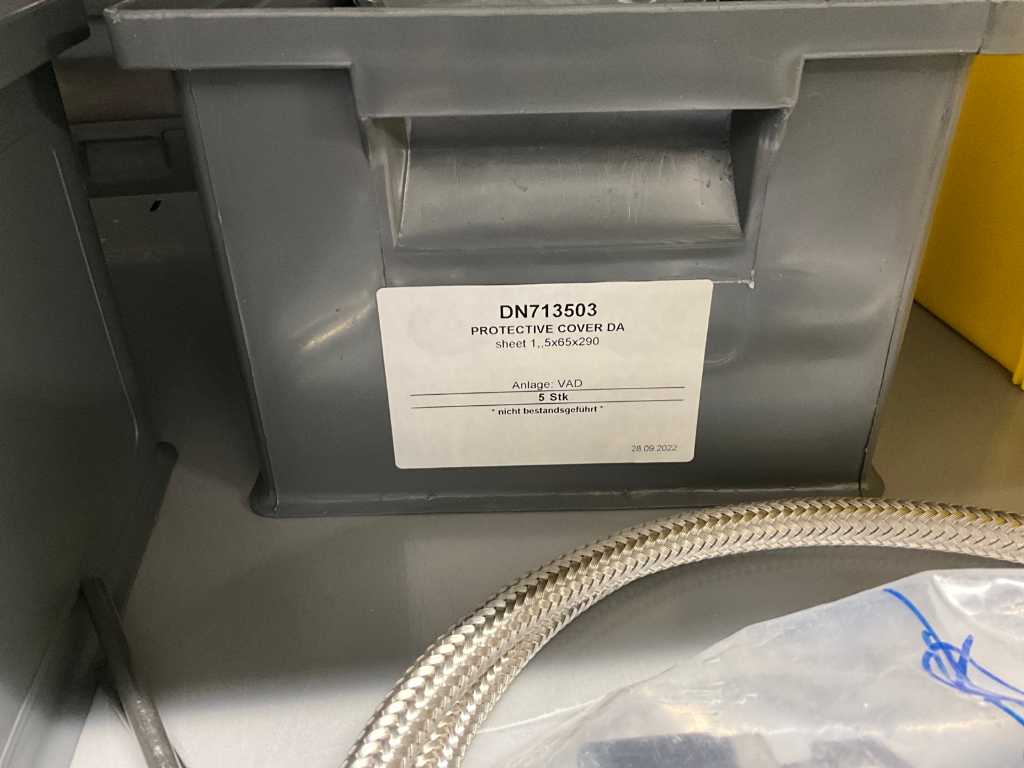 DN713503
PROTECTIVE COVER DA
sheet 1,,5x65x290
Anlage: VAD
5 Stk
* nicht bestandsgeführt *
28.09.2022